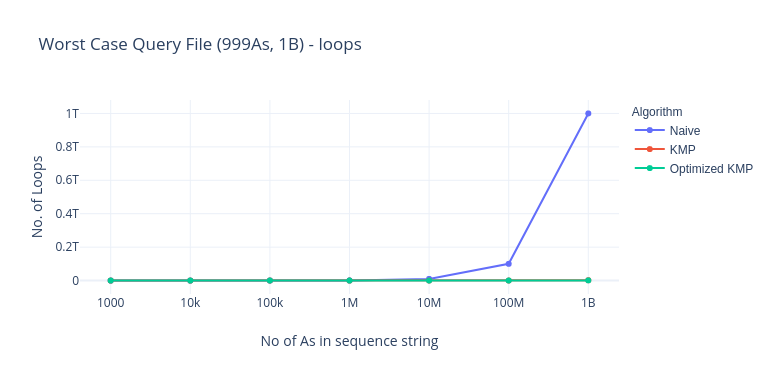 Worst Case Query File (999As, 1B) - loops
Algorithm
Naive
KMP
Optimized KMP
No. of Loops
1T
0.8T
0.6T
0.4T
0.2T
0
1000 10k 100k 1M 10M 100M 1B
No of As in sequence string